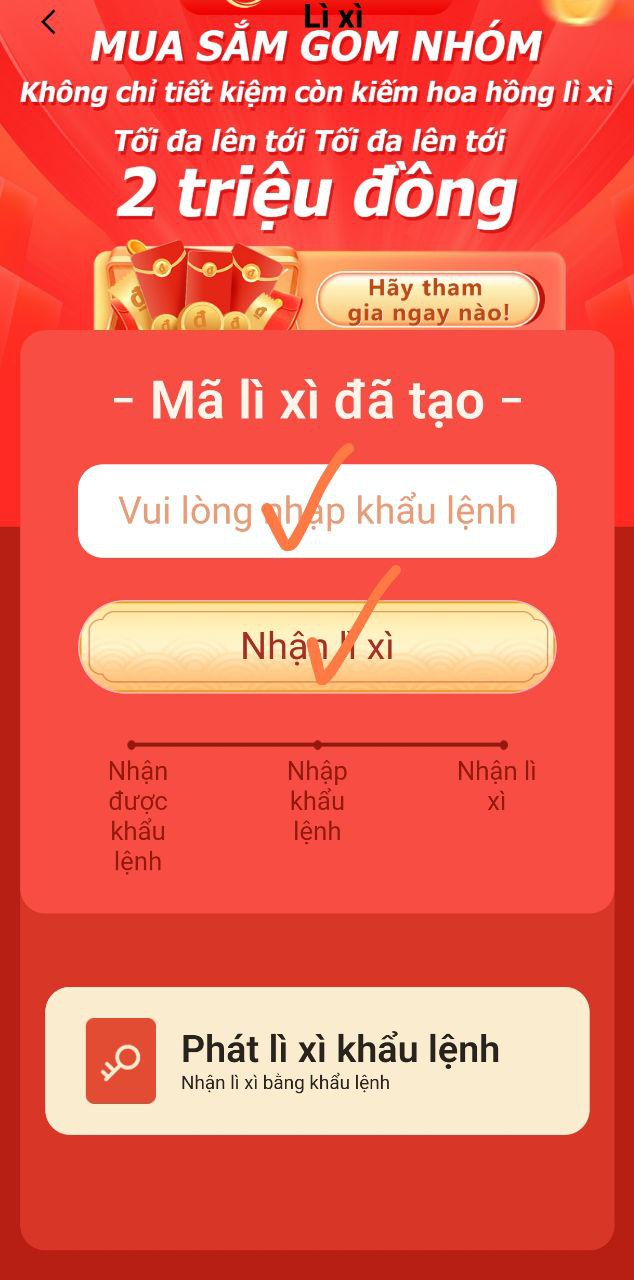 Lì xì
MUA SẮM GOM NHÓM
Không chỉ tiết kiệm còn kiếm hoa hồng lì xì
Tối đa lên tới Tối đa lên tới
2 triệu đồng
Hãy tham
gia ngay nào!
– Mã lì xì đã tạo –
Vui lòng nhập khẩu lệnh
Nhận lì xì
Nhận
được
khẩu
lệnh
Nhập
khẩu
lệnh
Nhận lì
xì
Phát lì xì khẩu lệnh
Nhận lì xì bằng khẩu lệnh